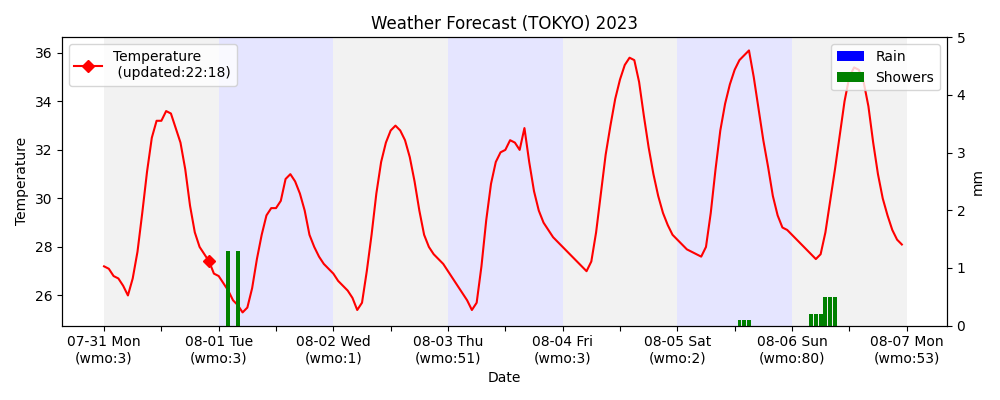 Weather Forecast (TOKYO) 2023
Temperature
(updated:22:18)
Rain
Showers
Temperature
36
34
32
30
28
26
5
4
3
2
1
0
mm
07-31 Mon
(wmo:3)
08-01 Tue
(wmo:3)
08-02 Wed
(wmo:1)
08-03 Thu
(wmo:51)
08-04 Fri
(wmo:3)
08-05 Sat
(wmo:2)
08-06 Sun
(wmo:80)
08-07 Mon
(wmo:53)
Date